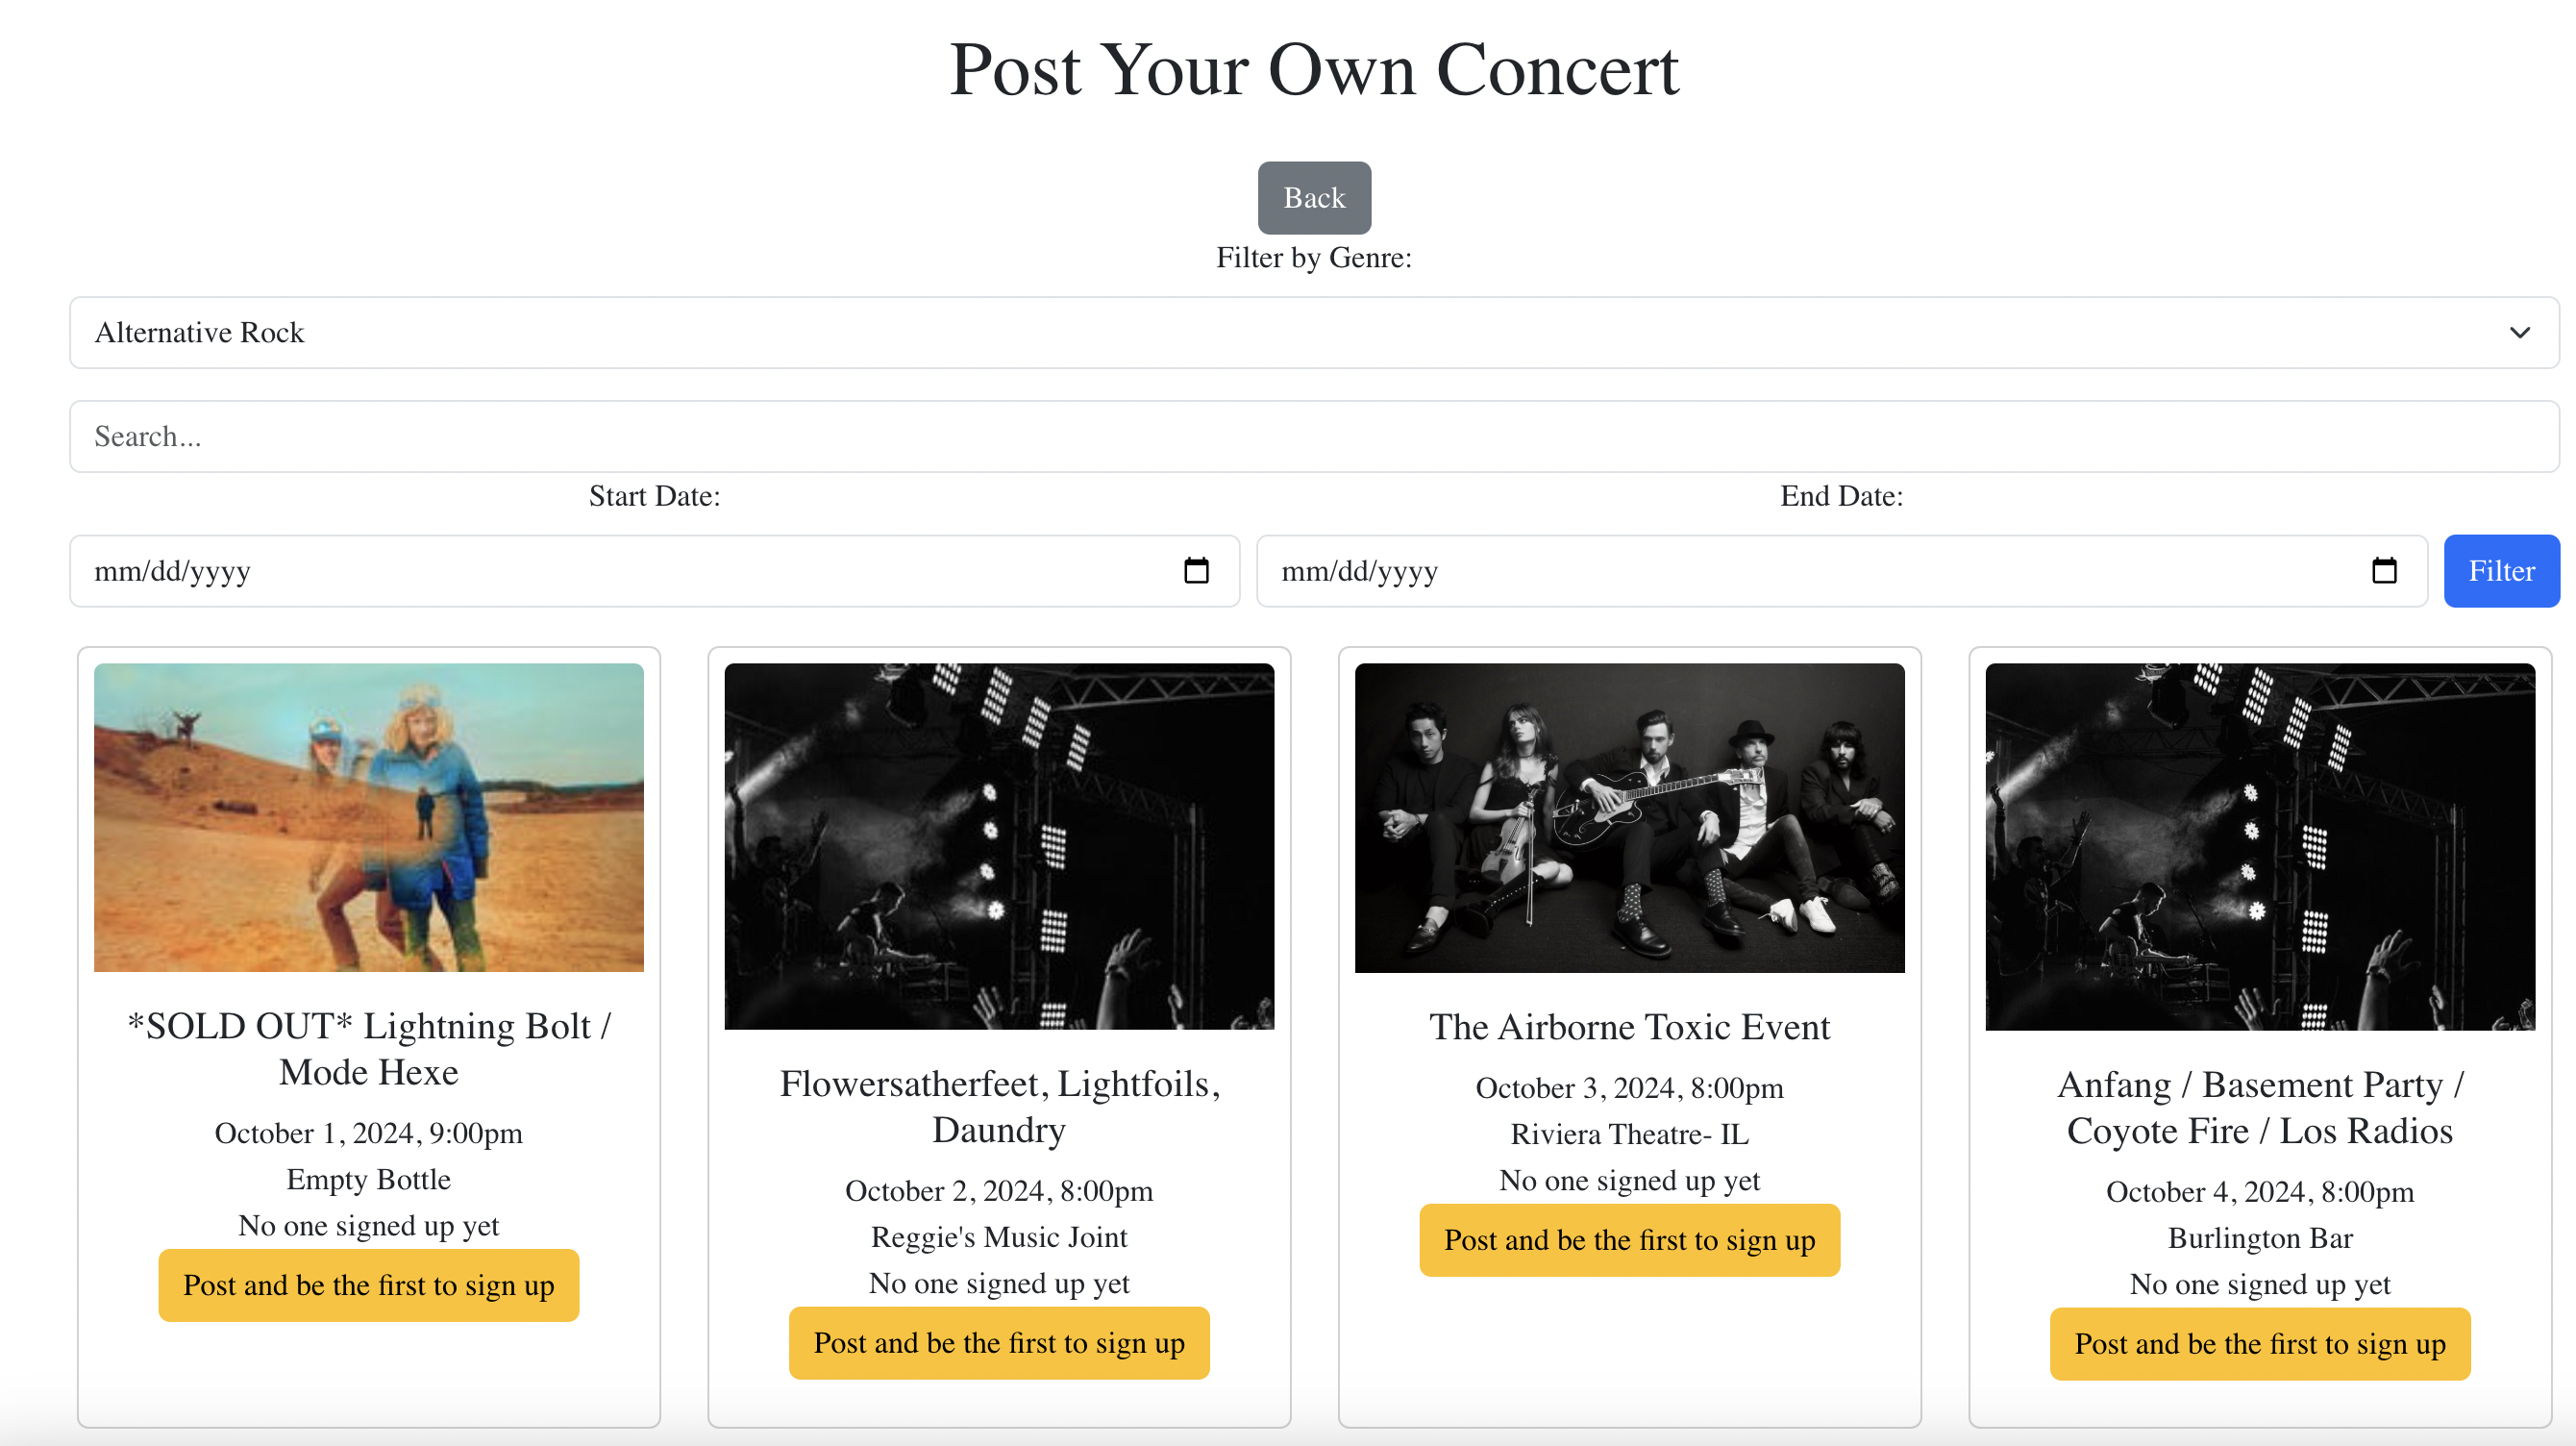 Post Your Own Concert
Back
Filter by Genre:
Alternative Rock
Search...
Start Date:
End Date:
mm/dd/yyyy
mm/dd/yyyy
Filter
*SOLD OUT* Lightning Bolt /
Mode Hexe
October 1, 2024, 9:00pm
Empty Bottle
No one signed up yet
Post and be the first to sign up
Flowersatherfeet, Lightfoils,
Daundry
October 2, 2024, 8:00pm
Reggie's Music Joint
No one signed up yet
Post and be the first to sign up
The Airborne Toxic Event
October 3, 2024, 8:00pm
Riviera Theatre- IL
No one signed up yet
Post and be the first to sign up
Anfang / Basement Party /
Coyote Fire / Los Radios
October 4, 2024, 8:00pm
Burlington Bar
No one signed up yet
Post and be the first to sign up